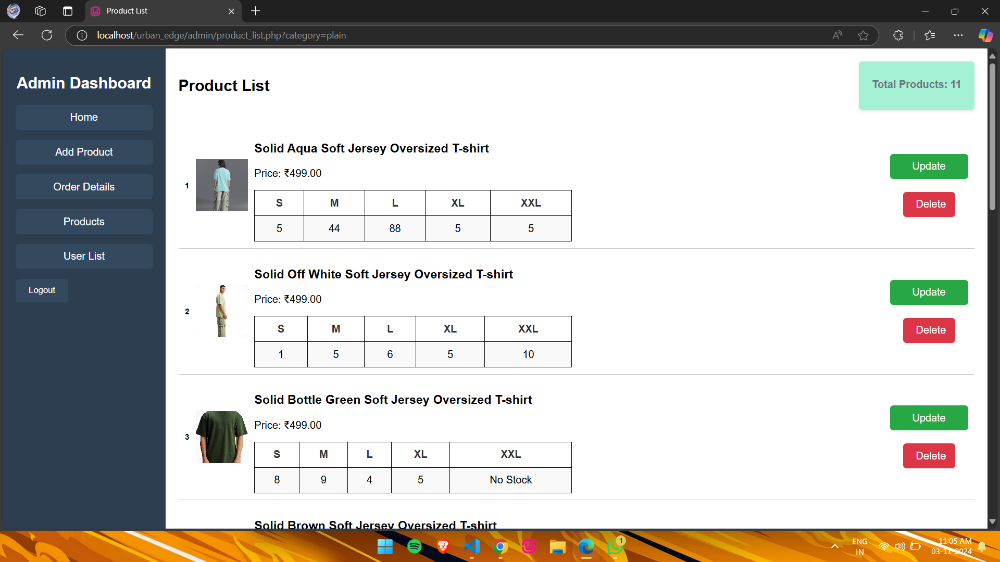 Product List
localhost/urban_edge/admin/product_list.php?category=plain
Admin Dashboard
Home
Add Product
Order Details
Products
User List
Logout
Product List
Total Products: 11
1
Solid Aqua Soft Jersey Oversized T-shirt
Price: ₹499.00
S M L XL XXL
5 44 88 5 5
Update
Delete
2
Solid Off White Soft Jersey Oversized T-shirt
Price: ₹499.00
S M L XL XXL
1 5 6 5 10
Update
Delete
3
Solid Bottle Green Soft Jersey Oversized T-shirt
Price: ₹499.00
S M L XL XXL
8 9 4 5 No Stock
Update
Delete
Solid Brown Soft Jersey Oversized T-shirt
1
ENG
IN
11:05 AM
03-11-2024